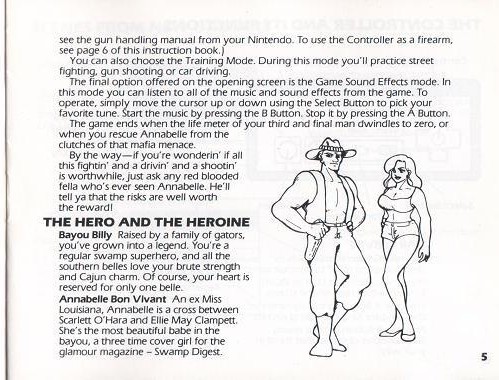 see the gun handling manual from your Nintendo. To use the Controller as a firearm,
see page 6 of this instruction book.)
You can also choose the Training Mode. During this mode you'll practice street
fighting, gun shooting or car driving.
The final option offered on the opening screen is the Game Sound Effects mode. In
this mode you can listen to all of the music and sound effects from the game. To
operate, simply move the cursor up or down using the Select Button to pick your
favorite tune. Start the music by pressing the B Button. Stop it by pressing the A Button.
The game ends when the life meter of your third and final man dwindles to zero, or
when you rescue Annabelle from the
clutches of that mafia menace.
By the way—if you're wonderin' if all
this fightin' and a drivin' and a shootin'
is worthwhile, just ask any red blooded
fella who's ever seen Annabelle. He'll
tell ya that the risks are well worth
the reward!
THE HERO AND THE HEROINE
Bayou Billy Raised by a family of gators,
you've grown into a legend. You're a
regular swamp superhero, and all the
southern belles love your brute strength
and Cajun charm. Of course, your heart is
reserved for only one belle.
Annabelle Bon Vivant An ex Miss
Louisiana, Annabelle is a cross between
Scarlett O'Hara and Ellie May Clampett.
She's the most beautiful babe in the
bayou, a three time cover girl for the
glamour magazine – Swamp Digest.
5